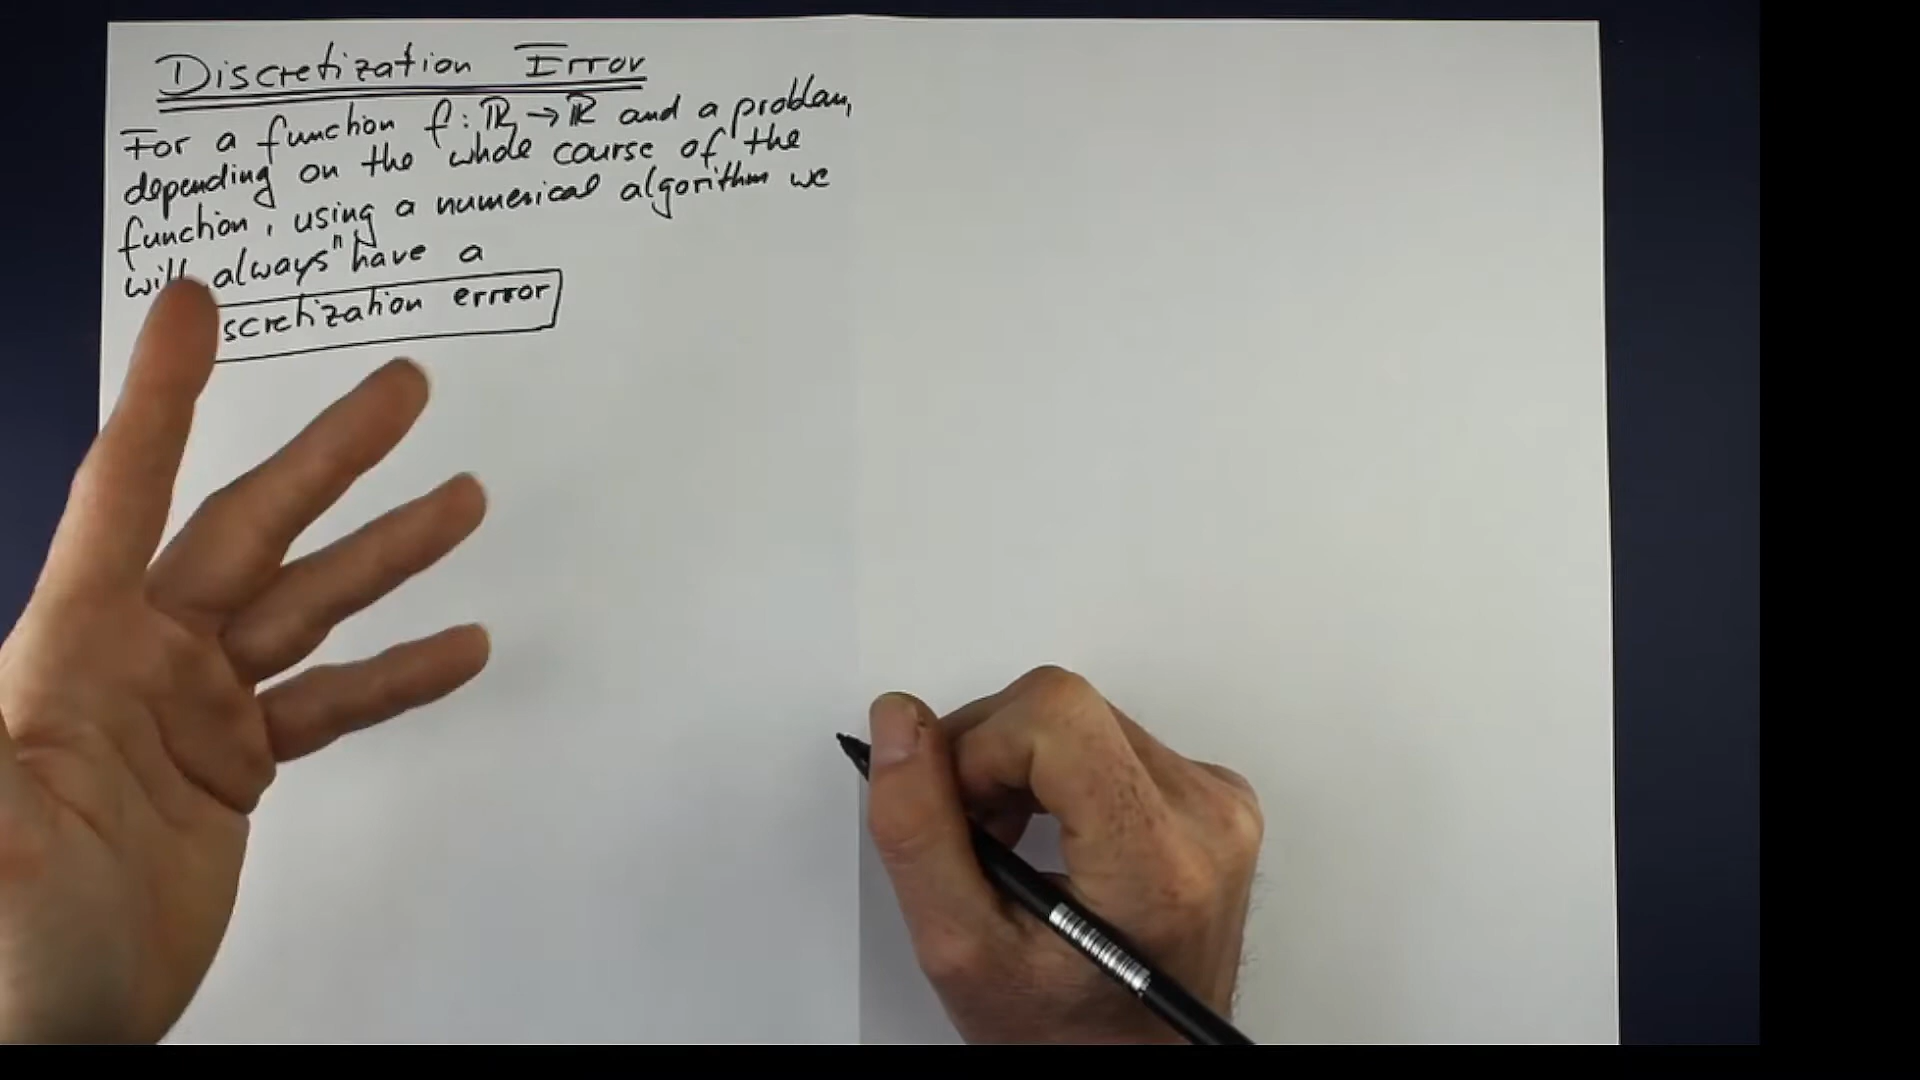 Discretization Error
For a function f: ℝ → ℝ and a problem,
depending on the whole course of the
function, using a numerical algorithm we
will „always" have a
scretization errror